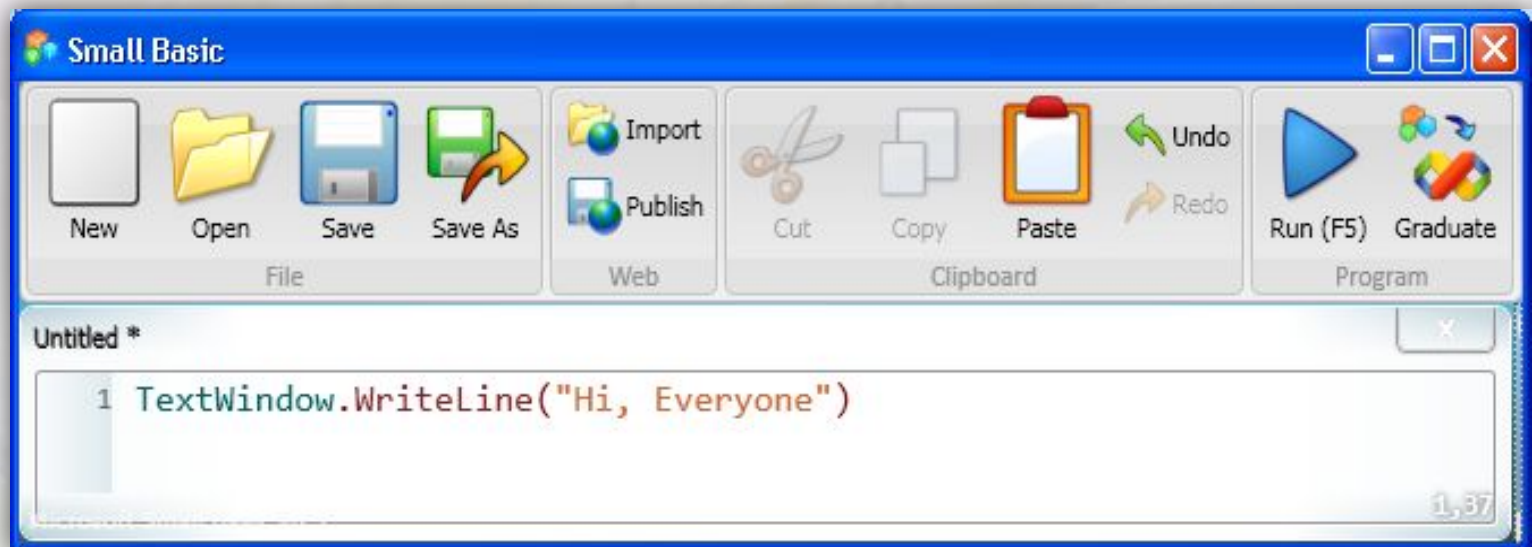 Small Basic
New Open Save Save As Import Publish Cut Copy Paste Undo Redo Run (F5) Graduate
File Web Clipboard Program
Untitled *
x
1 TextWindow.WriteLine("Hi, Everyone")
1,37